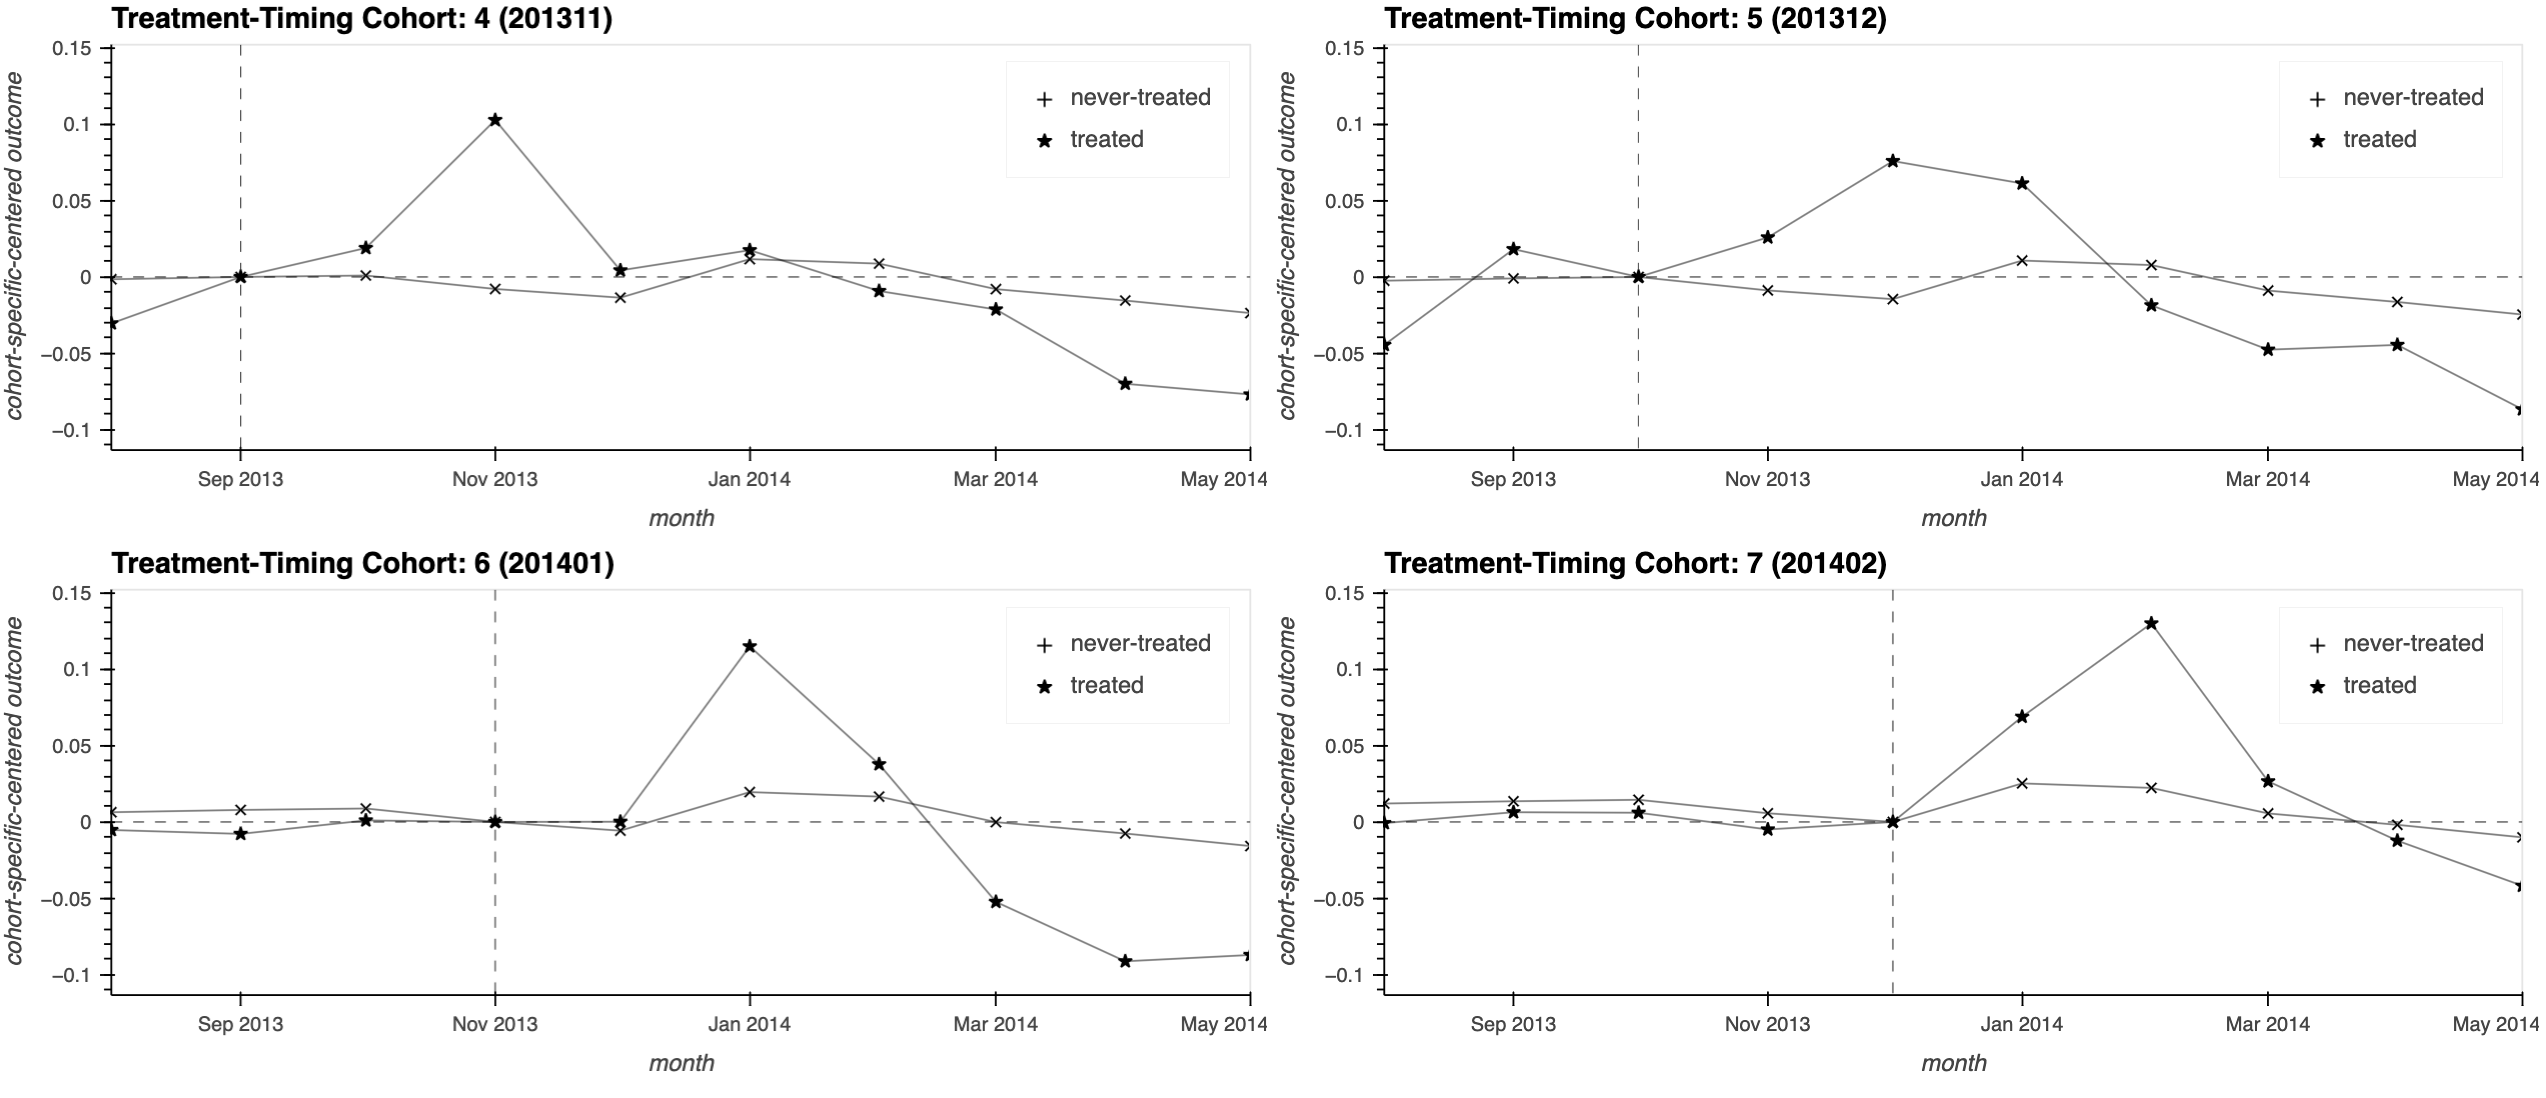 Treatment-Timing Cohort: 4 (201311)
cohort-specific-centered outcome
0.15
0.1
0.05
0
−0.05
−0.1
never-treated
treated
Sep 2013
Nov 2013
Jan 2014
Mar 2014
May 2014
month
Treatment-Timing Cohort: 5 (201312)
cohort-specific-centered outcome
0.15
0.1
0.05
0
−0.05
−0.1
never-treated
treated
Sep 2013
Nov 2013
Jan 2014
Mar 2014
May 2014
month
Treatment-Timing Cohort: 6 (201401)
cohort-specific-centered outcome
0.15
0.1
0.05
0
−0.05
−0.1
never-treated
treated
Sep 2013
Nov 2013
Jan 2014
Mar 2014
May 2014
month
Treatment-Timing Cohort: 7 (201402)
cohort-specific-centered outcome
0.15
0.1
0.05
0
−0.05
−0.1
never-treated
treated
Sep 2013
Nov 2013
Jan 2014
Mar 2014
May 2014
month